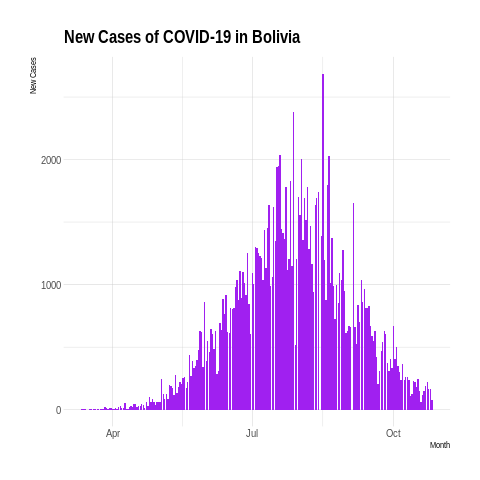 New Cases of COVID-19 in Bolivia
New Cases
2000
1000
0
Apr
Jul
Oct
Month